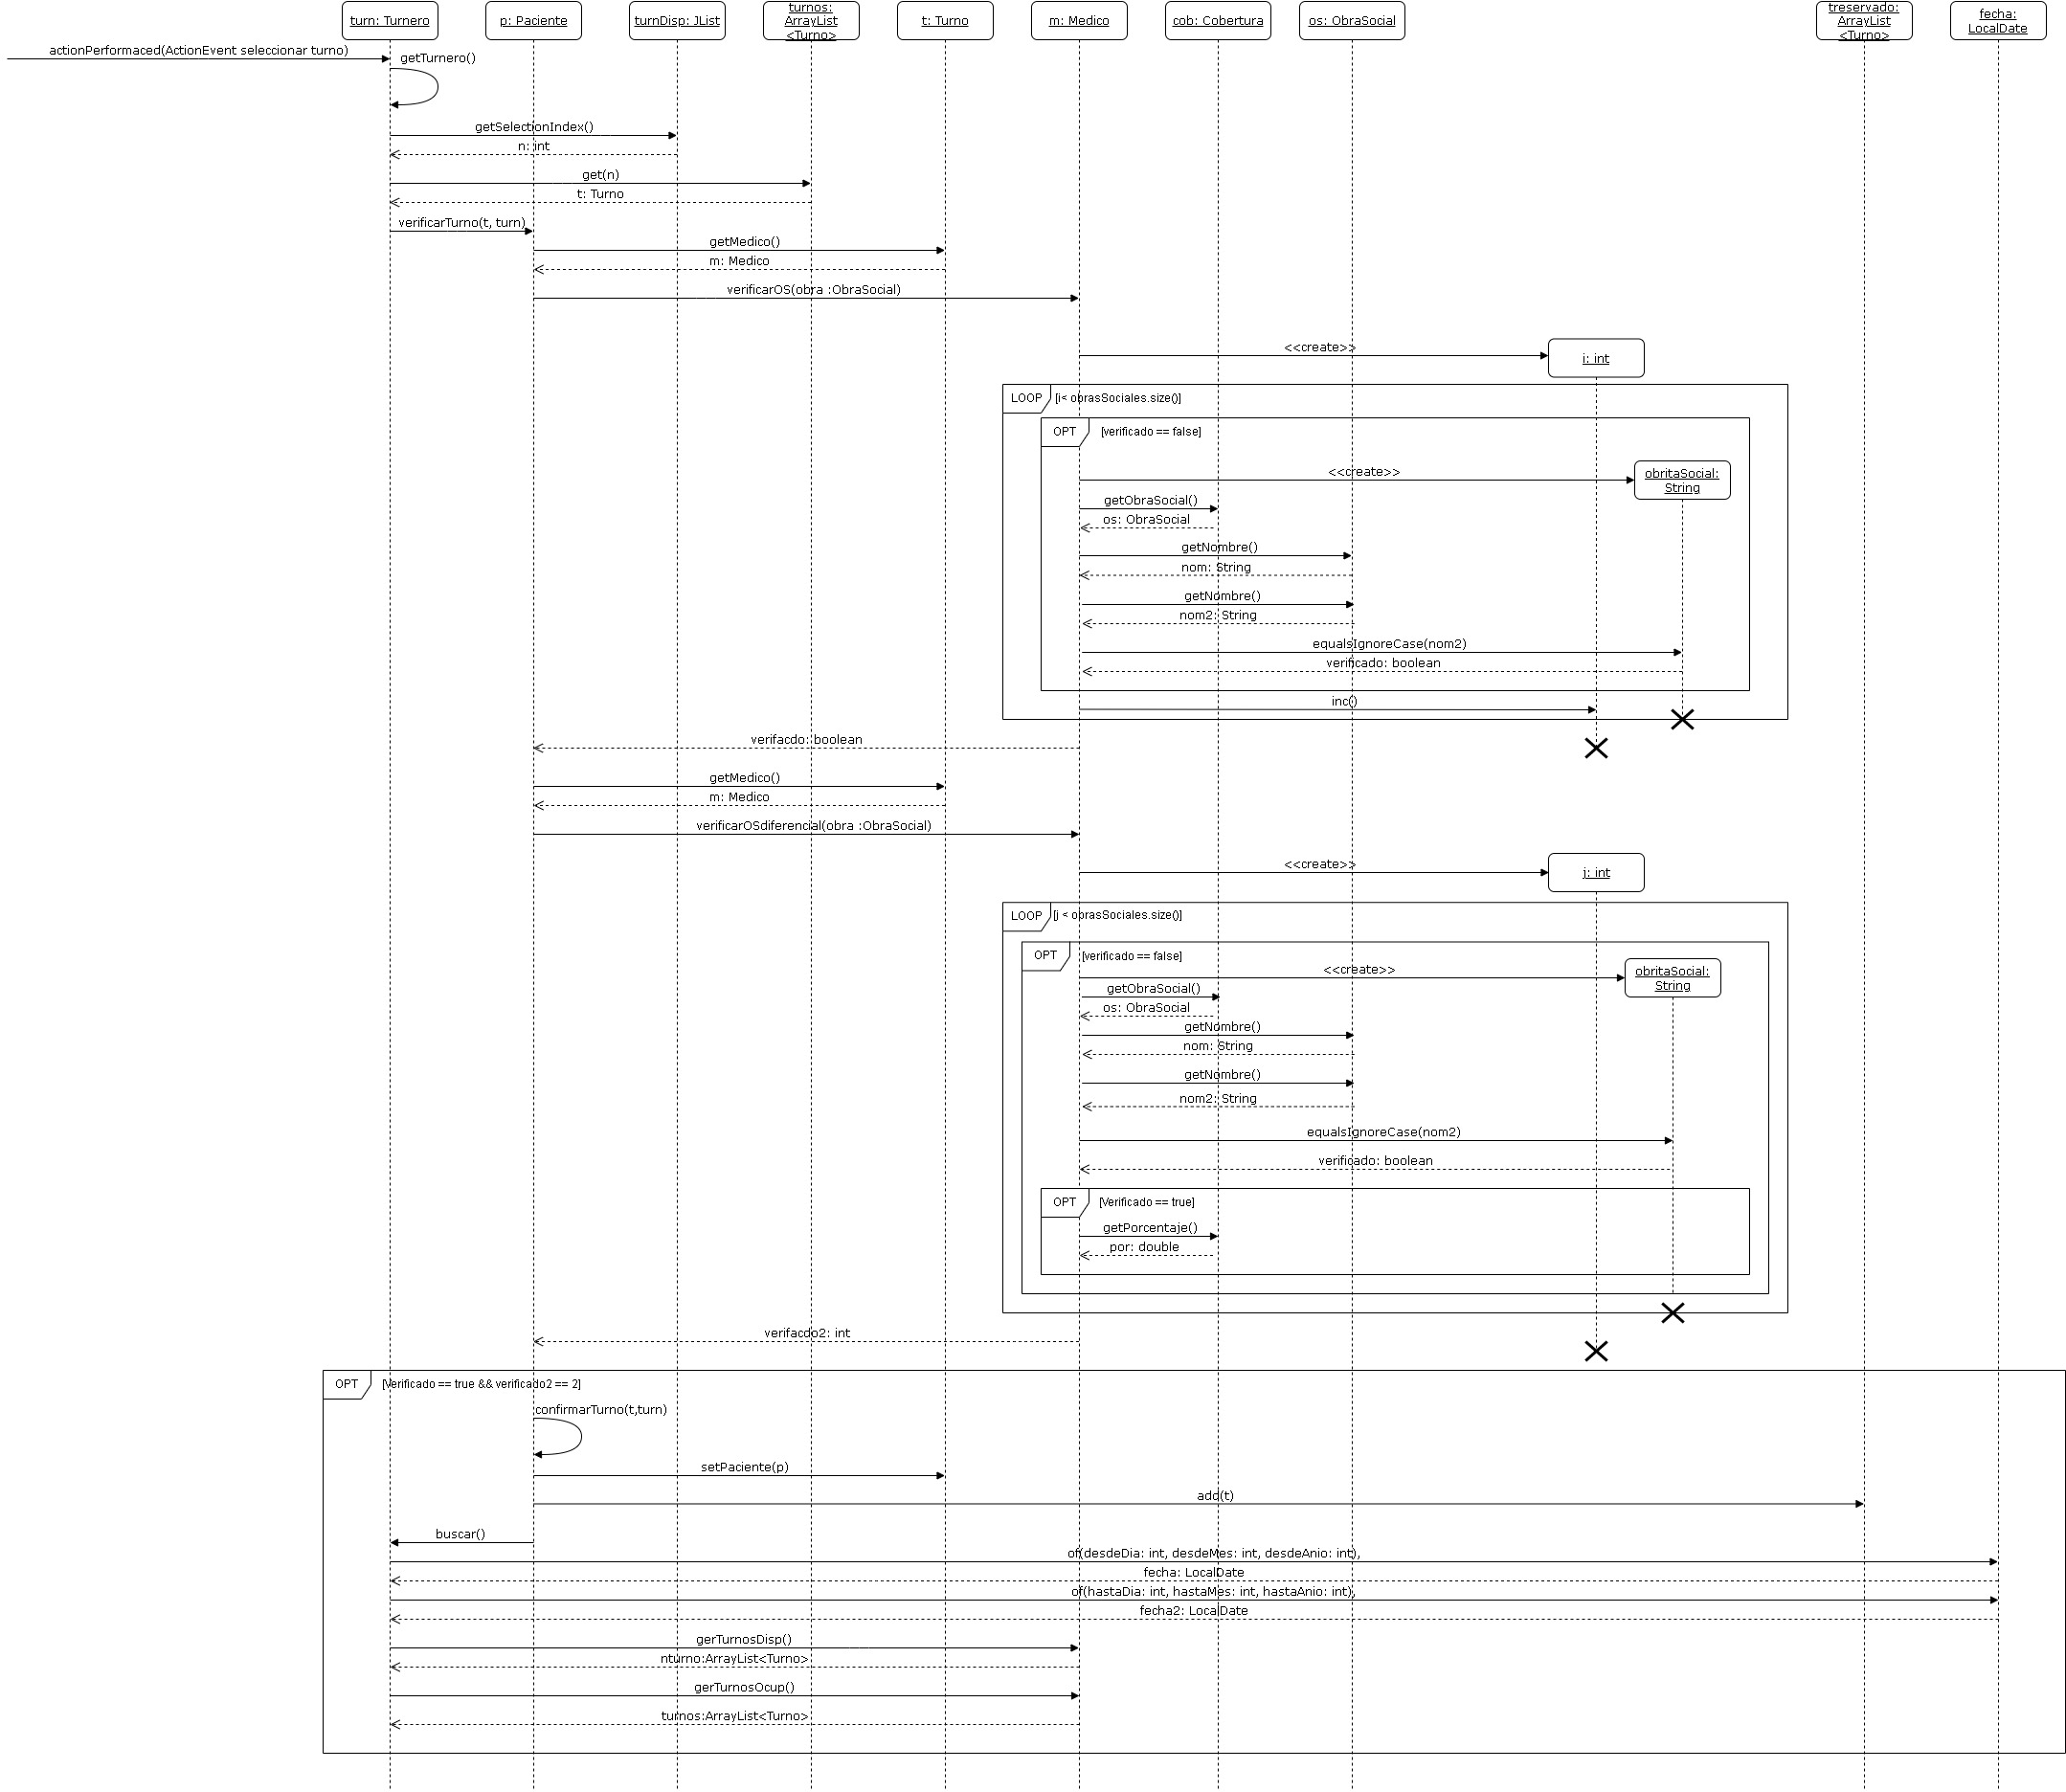 turn: Turnero
p: Paciente
turnDisp: JList
turnos:
ArrayList
<Turno>
t: Turno
m: Medico
cob: Cobertura
os: ObraSocial
treservado:
ArrayList
<Turno>
fecha:
LocalDate
actionPerformaced(ActionEvent seleccionar turno)
getTurnero()
getSelectionIndex()
n: int
get(n)
t: Turno
verificarTurno(t, turn)
getMedico()
m: Medico
verificarOS(obra :ObraSocial)
<<create>>
i: int
LOOP [i< obrasSociales.size()]
OPT [verificado == false]
<<create>>
obritaSocial:
String
getObraSocial()
os: ObraSocial
getNombre()
nom: String
getNombre()
nom2: String
equalsIgnoreCase(nom2)
verificado: boolean
inc()
verifacdo: boolean
getMedico()
m: Medico
verificarOSdiferencial(obra :ObraSocial)
<<create>>
j: int
LOOP [j < obrasSociales.size()]
OPT [verificado == false]
<<create>>
obritaSocial:
String
getObraSocial()
os: ObraSocial
getNombre()
nom: String
getNombre()
nom2: String
equalsIgnoreCase(nom2)
verificado: boolean
OPT [Verificado == true]
getPorcentaje()
por: double
verifacdo2: int
OPT [Verificado == true && verificado2 == 2]
confirmarTurno(t,turn)
setPaciente(p)
add(t)
buscar()
of(desdeDia: int, desdeMes: int, desdeAnio: int),
fecha: LocalDate
of(hastaDia: int, hastaMes: int, hastaAnio: int),
fecha2: LocalDate
gerTurnosDisp()
nturno:ArrayList<Turno>
gerTurnosOcup()
turnos:ArrayList<Turno>